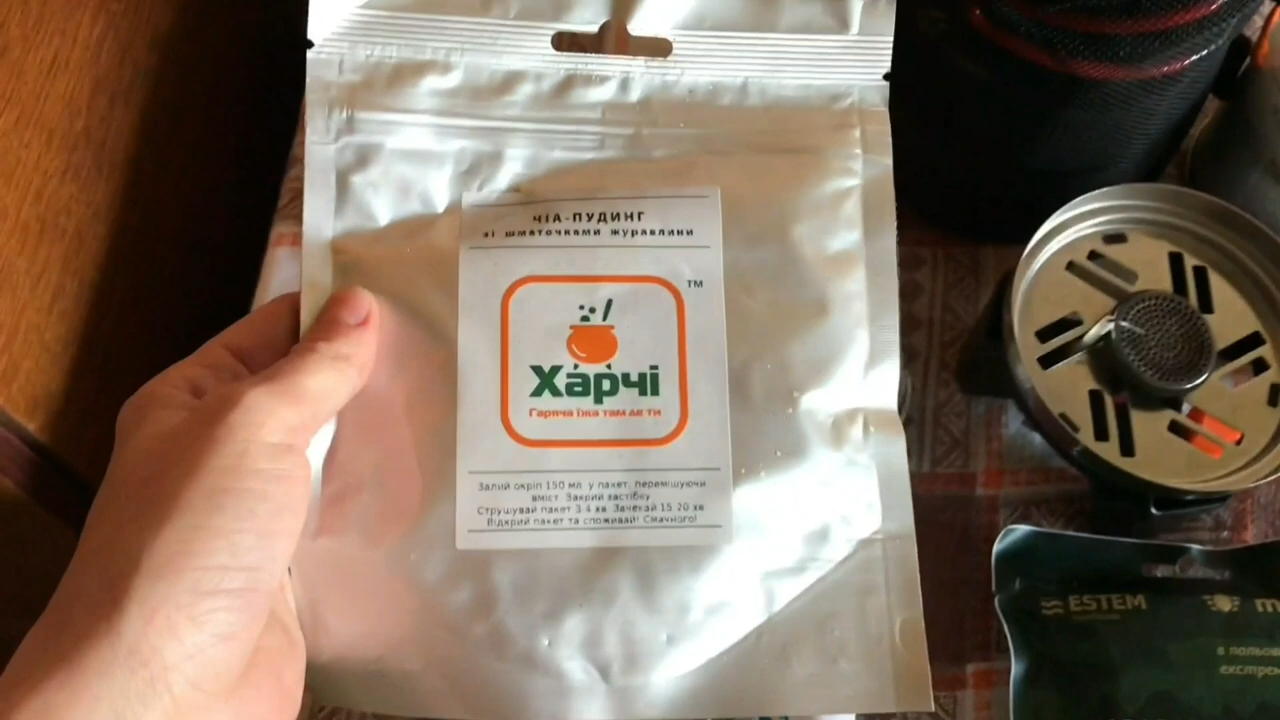 ЧІА-ПУДИНГ
зі шматочками журавлини
TM
Харчі
Гаряча їжа там де ти
Залий окріп 150 мл. у пакет, перемішуючи
вміст. Закрий застібку
Струшувай пакет 3-4 хв. Зачекай 15-20 хв
Відкрий пакет та споживай! Смачного!
ESTEM